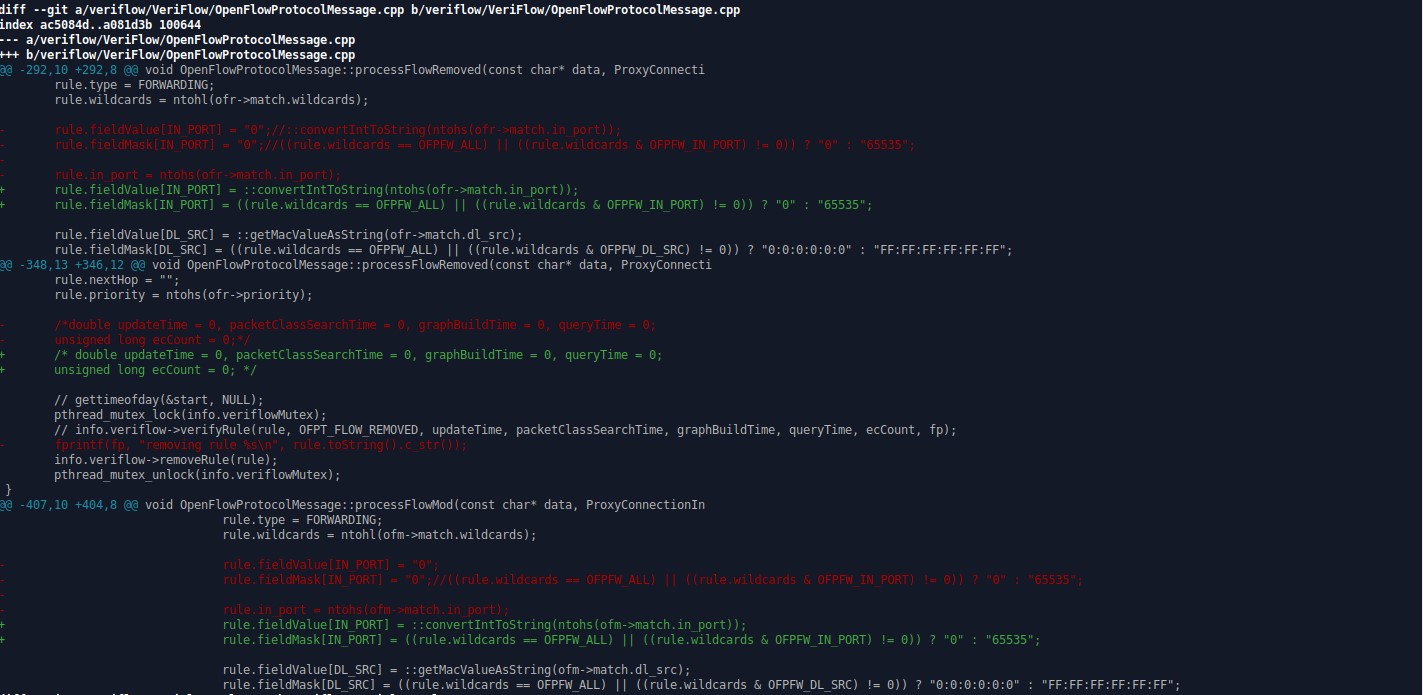 diff --git a/veriflow/VeriFlow/OpenFlowProtocolMessage.cpp b/veriflow/VeriFlow/OpenFlowProtocolMessage.cpp
index ac5084d..a081d3b 100644
--- a/veriflow/VeriFlow/OpenFlowProtocolMessage.cpp
+++ b/veriflow/VeriFlow/OpenFlowProtocolMessage.cpp
@@ -292,10 +292,8 @@ void OpenFlowProtocolMessage::processFlowRemoved(const char* data, ProxyConnecti
        rule.type = FORWARDING;
        rule.wildcards = ntohl(ofr->match.wildcards);

-       rule.fieldValue[IN_PORT] = "0";//::convertIntToString(ntohs(ofr->match.in_port));
-       rule.fieldMask[IN_PORT] = "0";//((rule.wildcards == OFPFW_ALL) || ((rule.wildcards & OFPFW_IN_PORT) != 0)) ? "0" : "65535";
-
-       rule.in_port = ntohs(ofr->match.in_port);
+       rule.fieldValue[IN_PORT] = ::convertIntToString(ntohs(ofr->match.in_port));
+       rule.fieldMask[IN_PORT] = ((rule.wildcards == OFPFW_ALL) || ((rule.wildcards & OFPFW_IN_PORT) != 0)) ? "0" : "65535";

        rule.fieldValue[DL_SRC] = ::getMacValueAsString(ofr->match.dl_src);
        rule.fieldMask[DL_SRC] = ((rule.wildcards == OFPFW_ALL) || ((rule.wildcards & OFPFW_DL_SRC) != 0)) ? "0:0:0:0:0:0" : "FF:FF:FF:FF:FF:FF";
@@ -348,13 +346,12 @@ void OpenFlowProtocolMessage::processFlowRemoved(const char* data, ProxyConnecti
        rule.nextHop = "";
        rule.priority = ntohs(ofr->priority);

-       /*double updateTime = 0, packetClassSearchTime = 0, graphBuildTime = 0, queryTime = 0;
-       unsigned long ecCount = 0;*/
+       /* double updateTime = 0, packetClassSearchTime = 0, graphBuildTime = 0, queryTime = 0;
+       unsigned long ecCount = 0; */

        // gettimeofday(&start, NULL);
        pthread_mutex_lock(info.veriflowMutex);
        // info.veriflow->verifyRule(rule, OFPT_FLOW_REMOVED, updateTime, packetClassSearchTime, graphBuildTime, queryTime, ecCount, fp);
-       fprintf(fp, "removing rule %s\n", rule.toString().c_str());
        info.veriflow->removeRule(rule);
        pthread_mutex_unlock(info.veriflowMutex);
 }
@@ -407,10 +404,8 @@ void OpenFlowProtocolMessage::processFlowMod(const char* data, ProxyConnectionIn
                                rule.type = FORWARDING;
                                rule.wildcards = ntohl(ofm->match.wildcards);

-                               rule.fieldValue[IN_PORT] = "0";
-                               rule.fieldMask[IN_PORT] = "0";//((rule.wildcards == OFPFW_ALL) || ((rule.wildcards & OFPFW_IN_PORT) != 0)) ? "0" : "65535";
-
-                               rule.in_port = ntohs(ofm->match.in_port);
+                               rule.fieldValue[IN_PORT] = ::convertIntToString(ntohs(ofm->match.in_port));
+                               rule.fieldMask[IN_PORT] = ((rule.wildcards == OFPFW_ALL) || ((rule.wildcards & OFPFW_IN_PORT) != 0)) ? "0" : "65535";

                                rule.fieldValue[DL_SRC] = ::getMacValueAsString(ofm->match.dl_src);
                                rule.fieldMask[DL_SRC] = ((rule.wildcards == OFPFW_ALL) || ((rule.wildcards & OFPFW_DL_SRC) != 0)) ? "0:0:0:0:0:0" : "FF:FF:FF:FF:FF:FF";